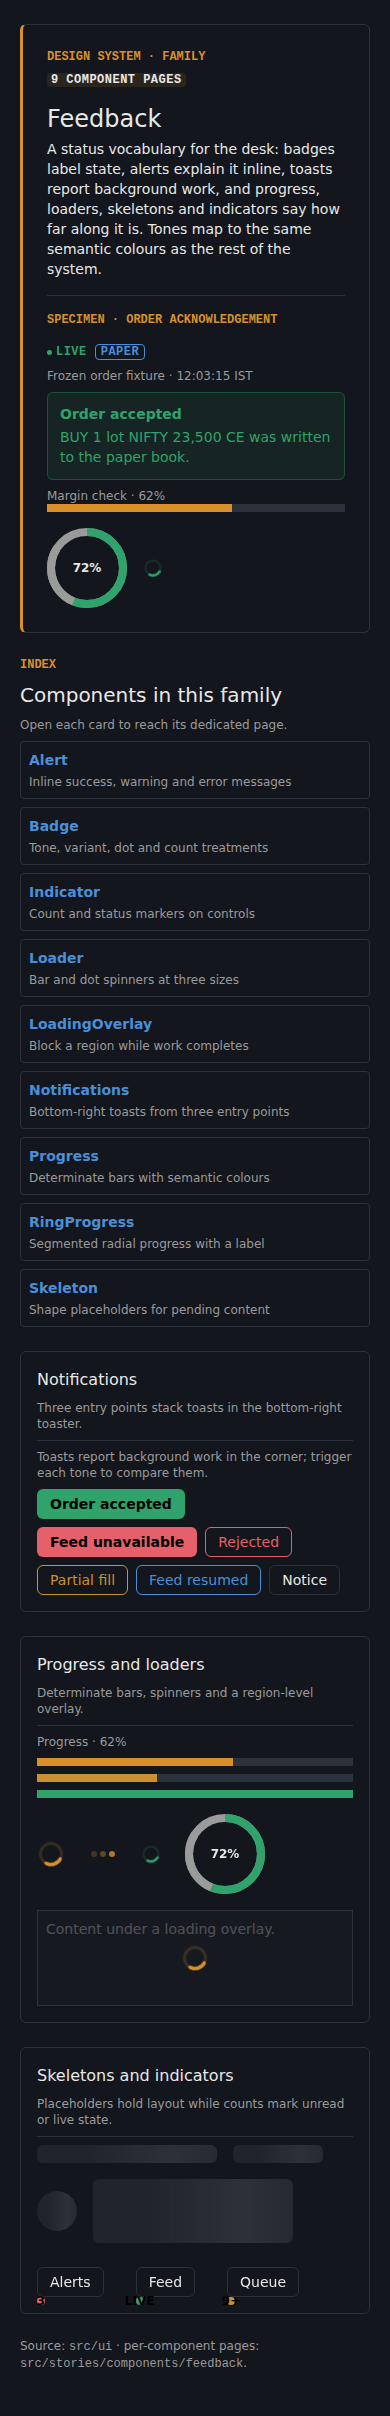 DESIGN SYSTEM · FAMILY
9 COMPONENT PAGES
Feedback
A status vocabulary for the desk: badges
label state, alerts explain it inline, toasts
report background work, and progress,
loaders, skeletons and indicators say how
far along it is. Tones map to the same
semantic colours as the rest of the
system.
SPECIMEN · ORDER ACKNOWLEDGEMENT
LIVE PAPER
Frozen order fixture · 12:03:15 IST
Order accepted
BUY 1 lot NIFTY 23,500 CE was written
to the paper book.
Margin check · 62%
72%
INDEX
Components in this family
Open each card to reach its dedicated page.
Alert
Inline success, warning and error messages
Badge
Tone, variant, dot and count treatments
Indicator
Count and status markers on controls
Loader
Bar and dot spinners at three sizes
LoadingOverlay
Block a region while work completes
Notifications
Bottom-right toasts from three entry points
Progress
Determinate bars with semantic colours
RingProgress
Segmented radial progress with a label
Skeleton
Shape placeholders for pending content
Notifications
Three entry points stack toasts in the bottom-right
toaster.
Toasts report background work in the corner; trigger
each tone to compare them.
Order accepted
Feed unavailable Rejected
Partial fill Feed resumed Notice
Progress and loaders
Determinate bars, spinners and a region-level
overlay.
Progress · 62%
72%
Content under a loading overlay.
Skeletons and indicators
Placeholders hold layout while counts mark unread
or live state.
Alerts Feed Queue
LIVE
Source: src/ui · per-component pages:
src/stories/components/feedback.